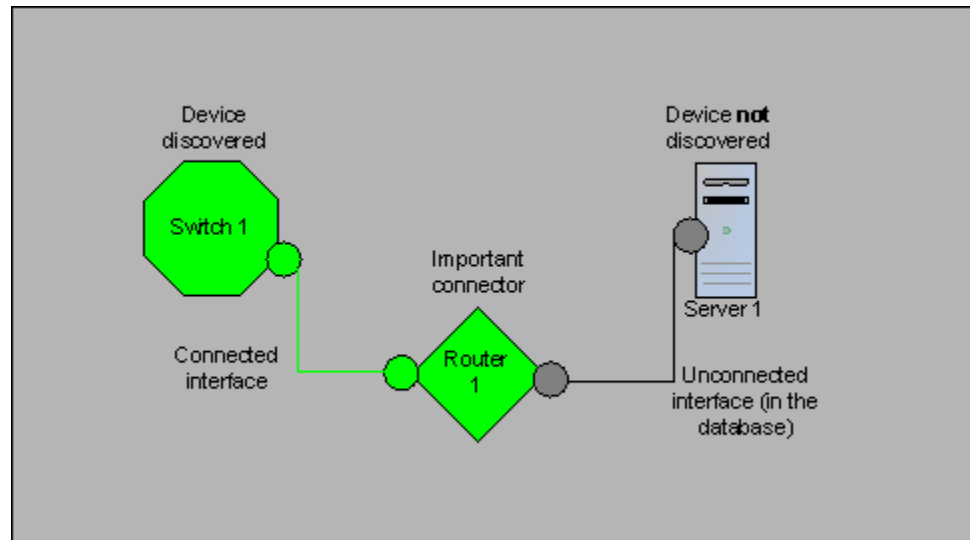 Device
discovered
Switch 1
Connected
interface
Important
connector
Router
1
Device not
discovered
Server 1
Unconnected
interface (in the
database)